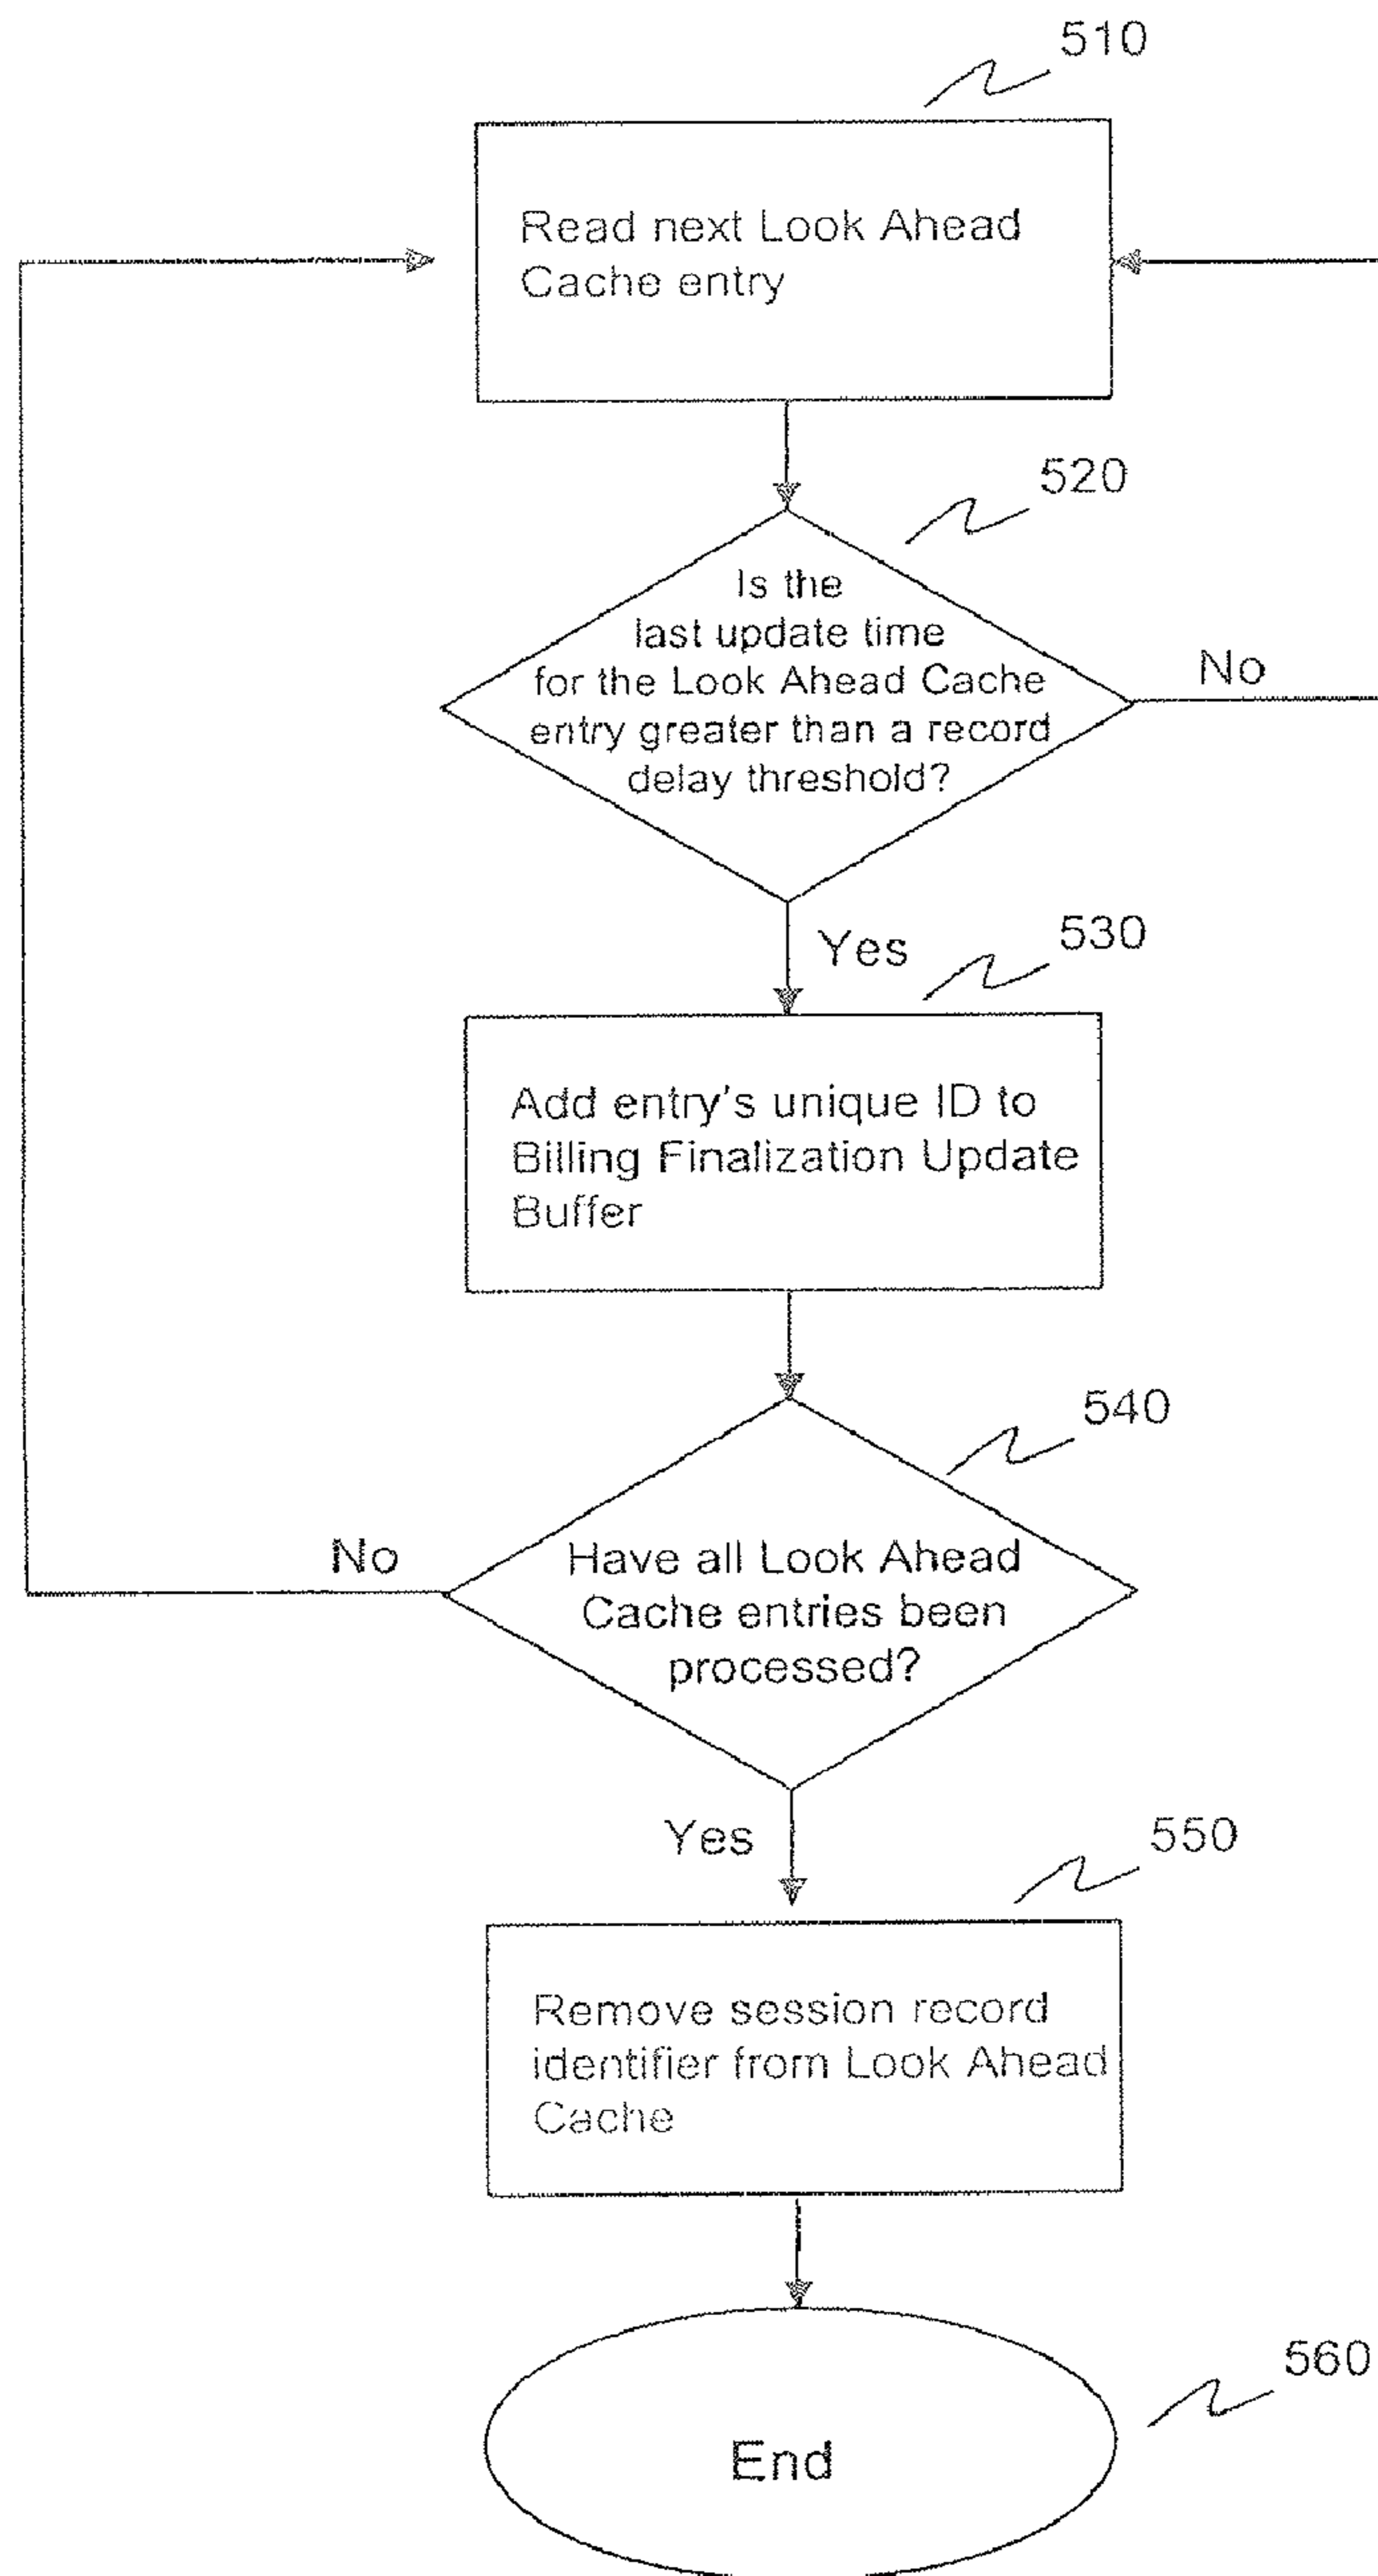 510
Read next Look Ahead
Cache entry
520
Is the
last update time
for the Look Ahead Cache
entry greater than a record
delay threshold?
No
Yes
530
Add entry's unique ID to
Billing Finalization Update
Buffer
540
No
Have all Look Ahead
Cache entries been
processed?
Yes
550
Remove session record
identifier from Look Ahead
Cache
560
End